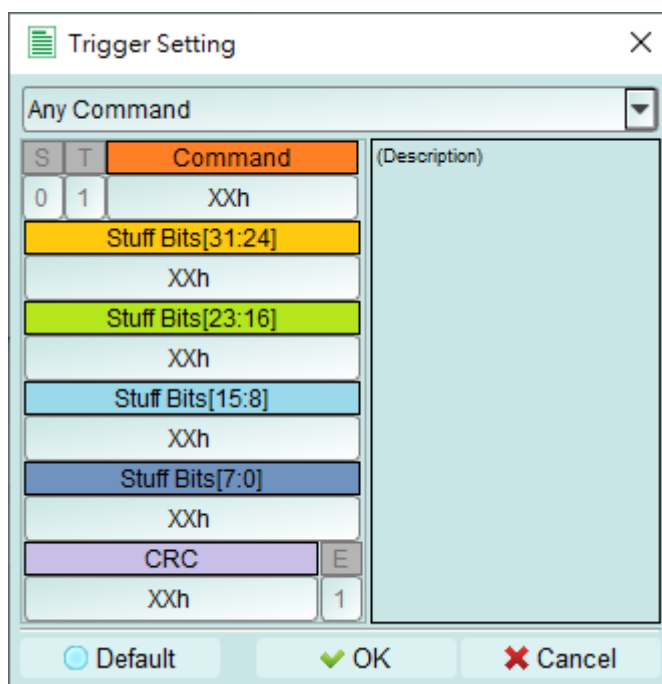 Trigger Setting
Any Command
S T Command
0 1 XXh
(Description)
Stuff Bits[31:24]
XXh
Stuff Bits[23:16]
XXh
Stuff Bits[15:8]
XXh
Stuff Bits[7:0]
XXh
CRC E
XXh 1
Default OK Cancel